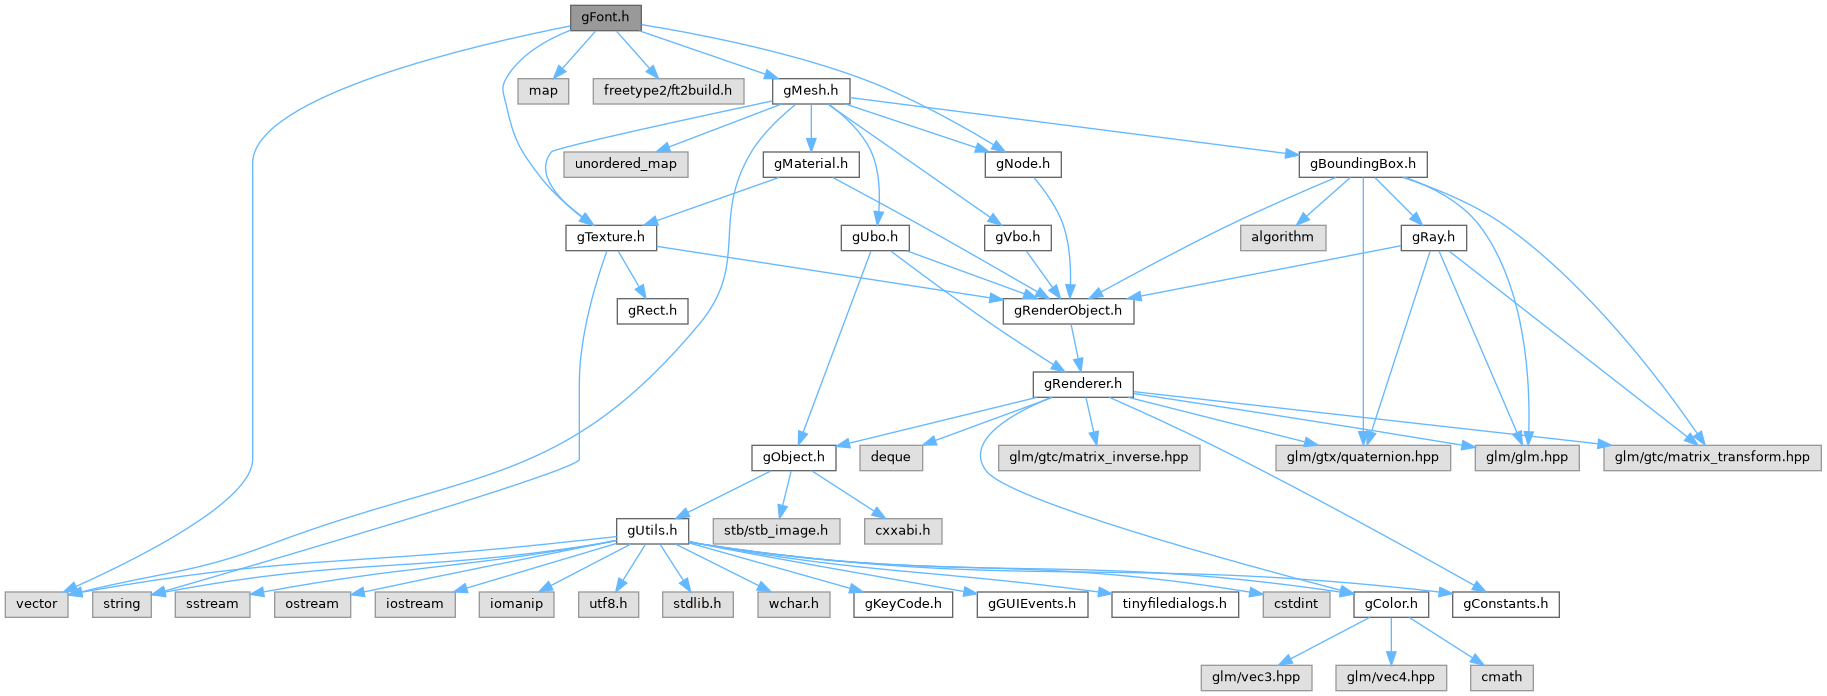 gFont.h
map
freetype2/ft2build.h
gMesh.h
unordered_map
gMaterial.h
gNode.h
gBoundingBox.h
gTexture.h
gUbo.h
gVbo.h
algorithm
gRay.h
gRect.h
gRenderObject.h
gRenderer.h
gObject.h
deque
glm/gtc/matrix_inverse.hpp
glm/gtx/quaternion.hpp
glm/glm.hpp
glm/gtc/matrix_transform.hpp
gUtils.h
stb/stb_image.h
cxxabi.h
vector
string
sstream
ostream
iostream
iomanip
utf8.h
stdlib.h
wchar.h
gKeyCode.h
gGUIEvents.h
tinyfiledialogs.h
cstdint
gColor.h
gConstants.h
glm/vec3.hpp
glm/vec4.hpp
cmath